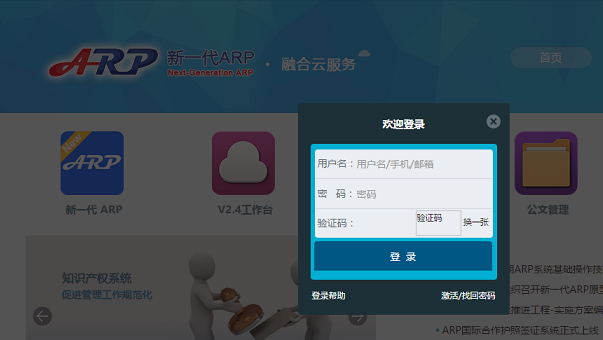 ARP 新一代ARP
Next-Generation ARP
· 融合云服务
首页
欢迎登录
用户名：用户名/手机/邮箱
密 码：密码
验证码：验证码 换一张
登 录
登录帮助
激活/找回密码
New
ARP
新一代 ARP
V2.4工作台
公文管理
知识产权系统
促进管理工作规范化
ARP系统基础操作技
织召开新一代ARP原型
推进工程-实施方案编
• ARP国际合作护照签证系统正式上线